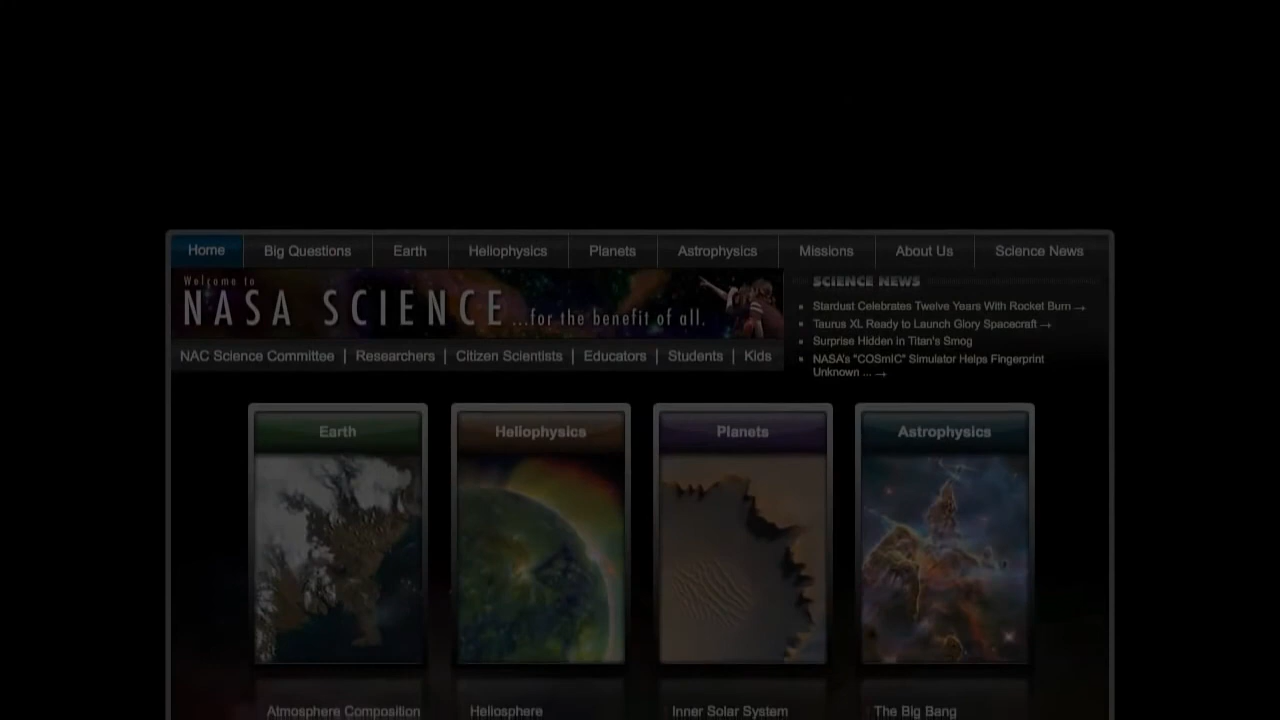 Home Big Questions Earth Heliophysics Planets Astrophysics Missions About Us Science News
Welcome to
NASA SCIENCE ...for the benefit of all.
NAC Science Committee | Researchers | Citizen Scientists | Educators | Students | Kids
SCIENCE NEWS
Stardust Celebrates Twelve Years With Rocket Burn →
Taurus XL Ready to Launch Glory Spacecraft →
Surprise Hidden in Titan's Smog
NASA's "COSmIC" Simulator Helps Fingerprint
Unknown ... →
Earth Heliophysics Planets Astrophysics
Atmosphere Composition Heliosphere Inner Solar System The Big Bang